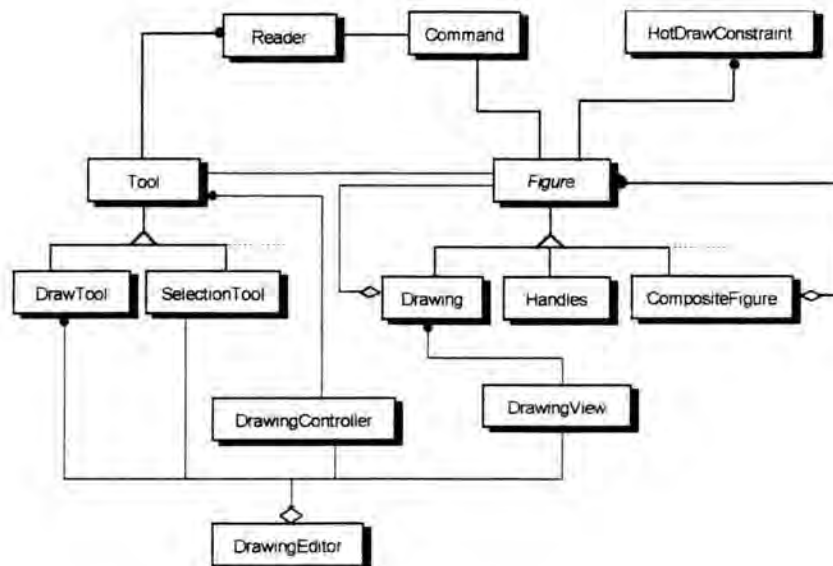 Reader
Command
HotDrawConstraint
Tool
Figure
DrawTool
SelectionTool
Drawing
Handles
CompositeFigure
DrawingController
DrawingView
DrawingEditor